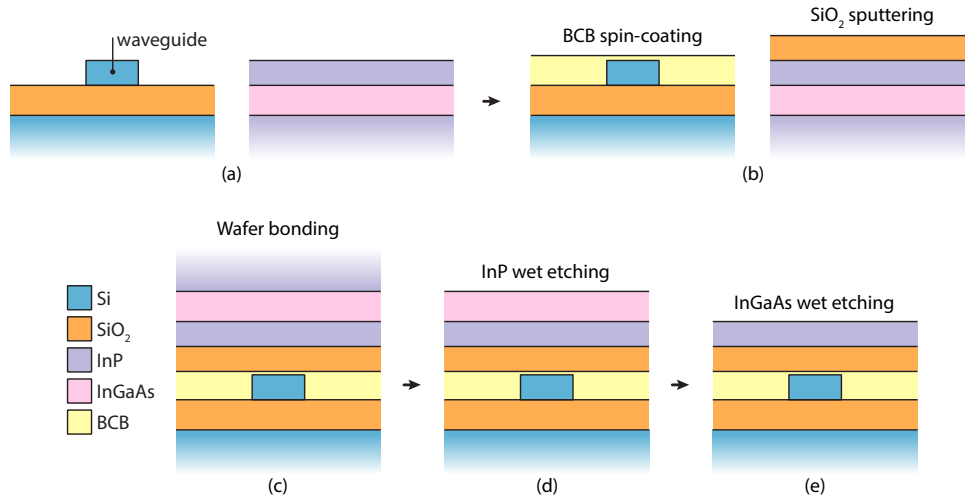 waveguide
(a)
BCB spin-coating
SiO₂ sputtering
(b)
Wafer bonding
InP wet etching
InGaAs wet etching
Si
SiO₂
InP
InGaAs
BCB
(c)
(d)
(e)